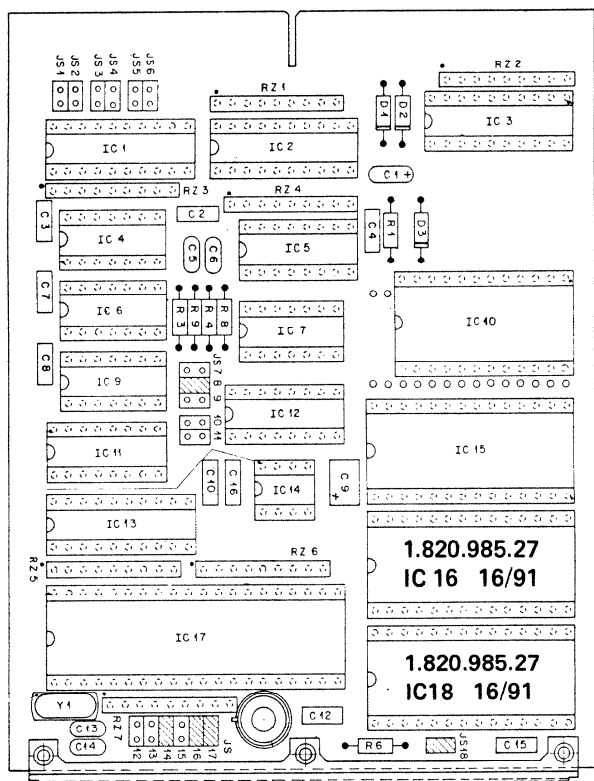 JS1
JS2
JS3
JS4
JS5
JS6
RZ1
RZ2
D4
D2
IC1
IC2
IC3
C1+
RZ3
RZ4
C3
C2
C4
R1
D3
IC4
C5
C6
IC5
C7
IC6
R3
R9
R4
R8
IC7
IC10
C8
IC9
JS7
8
9
10
11
IC12
IC11
IC15
C10
C16
IC14
C9
+
IC13
1.820.985.27
IC 16 16/91
RZ5
RZ6
IC17
1.820.985.27
IC18 16/91
Y1
C13
C14
RZ7
12
13
14
15
16
17
JS
C12
R6
JS18
C15